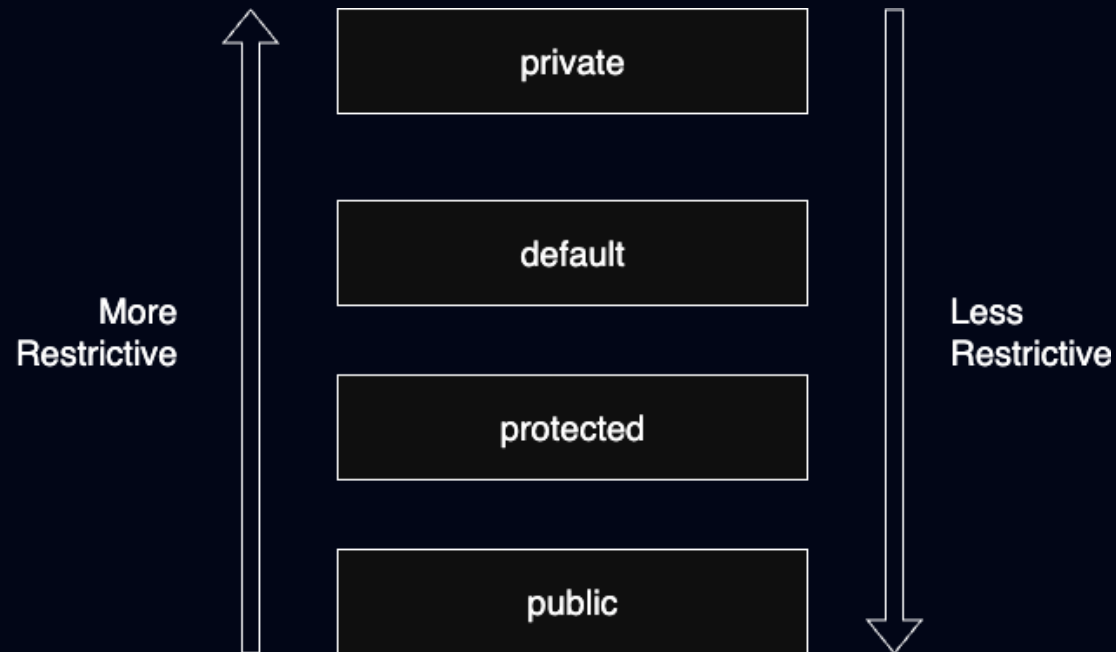 private
default
More
Restrictive
Less
Restrictive
protected
public